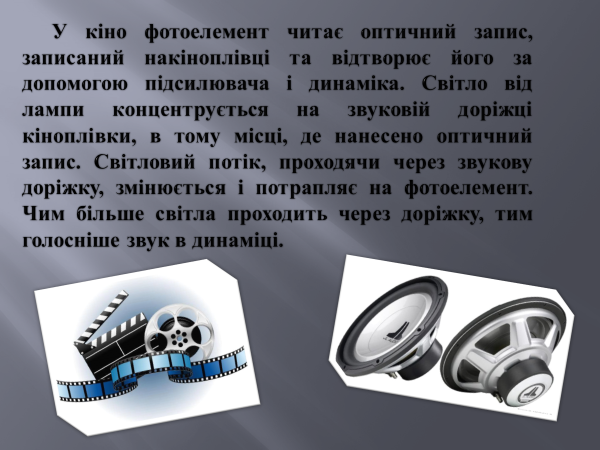 У кіно фотоелемент читає оптичний запис,
записаний накіноплівці та відтворює його за
допомогою підсилювача і динаміка. Світло від
лампи концентрується на звуковій доріжці
кіноплівки, в тому місці, де нанесено оптичний
запис. Світловий потік, проходячи через звукову
доріжку, змінюється і потрапляє на фотоелемент.
Чим більше світла проходить через доріжку, тим
голосніше звук в динаміці.